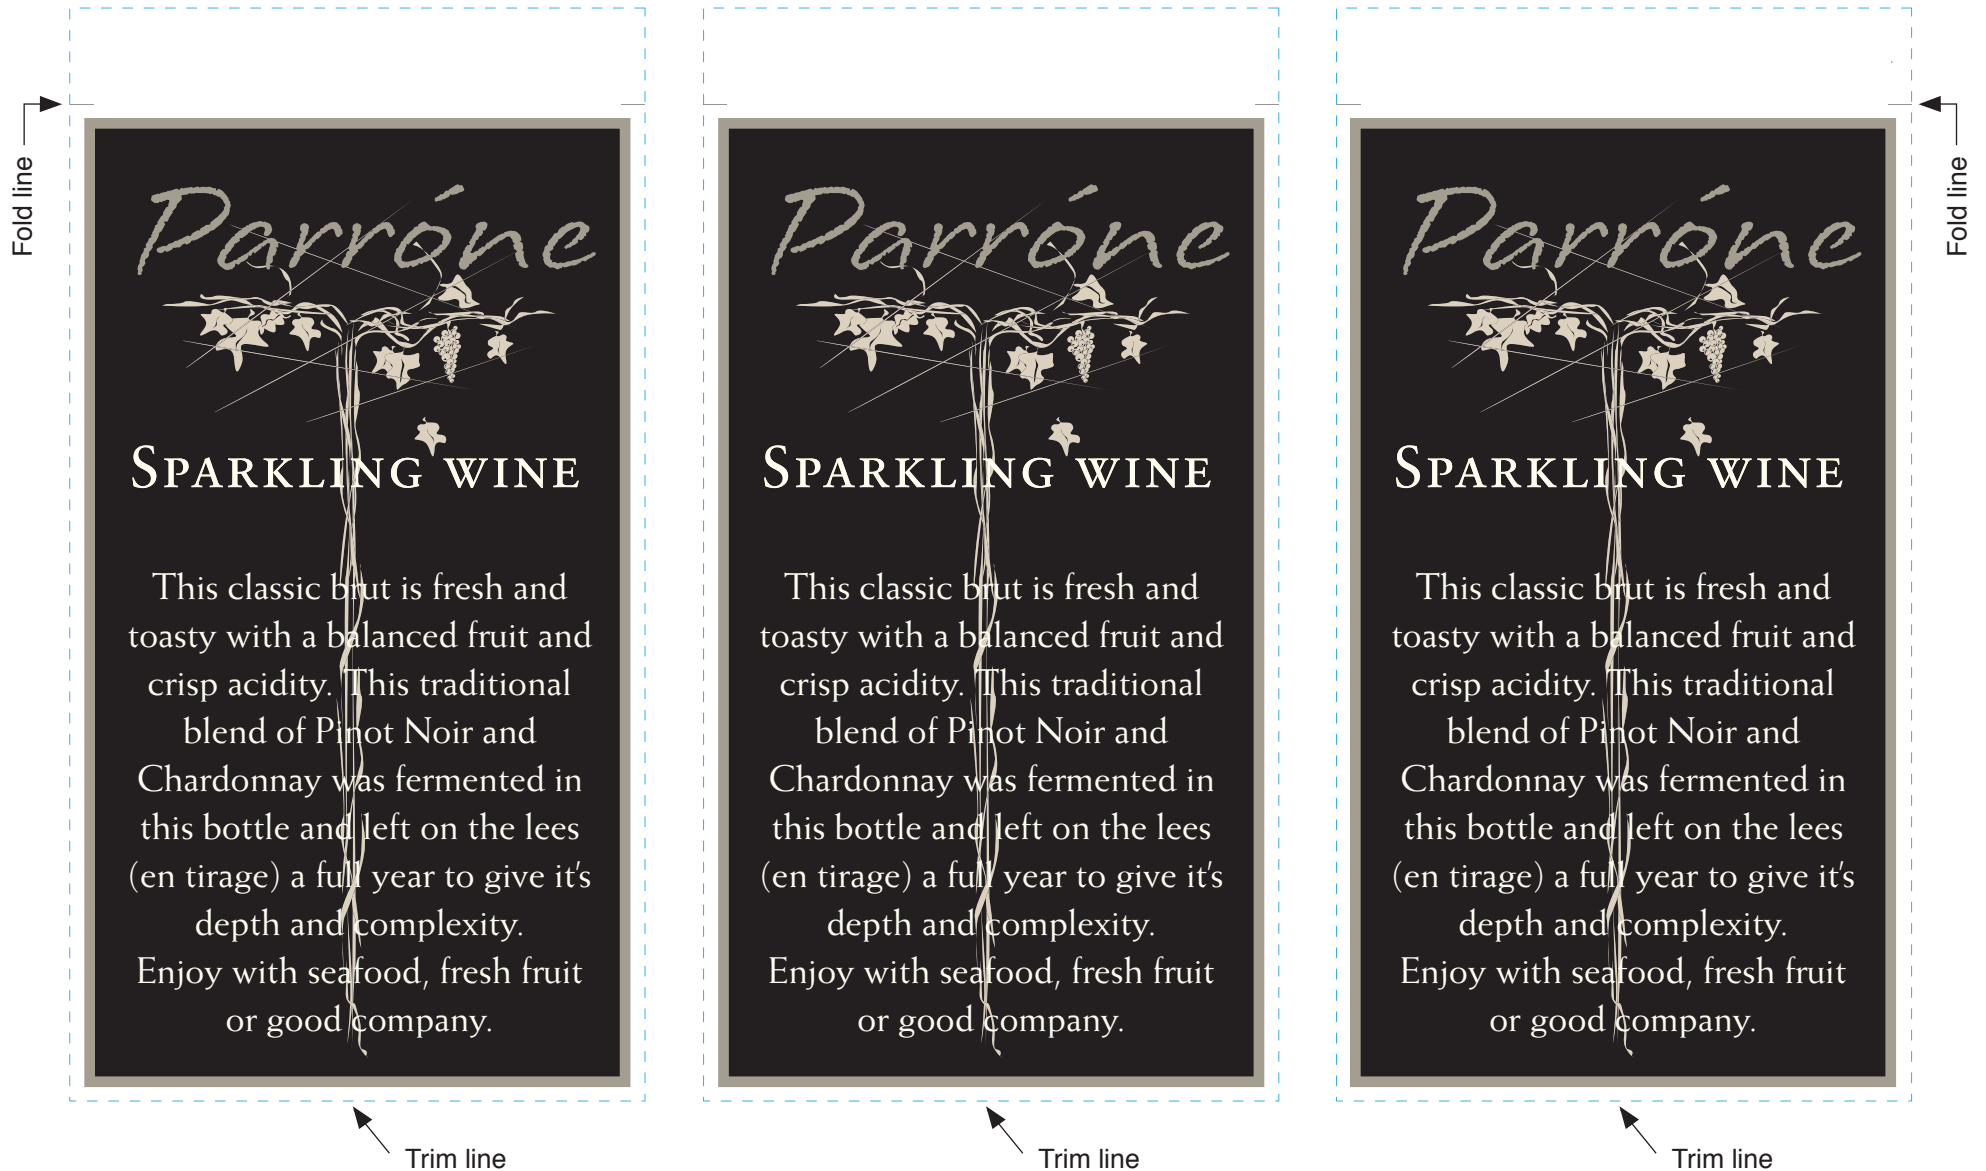 Fold line
Parróne
SPARKLING WINE
This classic brut is fresh and
toasty with a balanced fruit and
crisp acidity. This traditional
blend of Pinot Noir and
Chardonnay was fermented in
this bottle and left on the lees
(en tirage) a full year to give it's
depth and complexity.
Enjoy with seafood, fresh fruit
or good company.
Trim line
Parróne
SPARKLING WINE
This classic brut is fresh and
toasty with a balanced fruit and
crisp acidity. This traditional
blend of Pinot Noir and
Chardonnay was fermented in
this bottle and left on the lees
(en tirage) a full year to give it's
depth and complexity.
Enjoy with seafood, fresh fruit
or good company.
Trim line
Parróne
SPARKLING WINE
This classic brut is fresh and
toasty with a balanced fruit and
crisp acidity. This traditional
blend of Pinot Noir and
Chardonnay was fermented in
this bottle and left on the lees
(en tirage) a full year to give it's
depth and complexity.
Enjoy with seafood, fresh fruit
or good company.
Trim line
Fold line